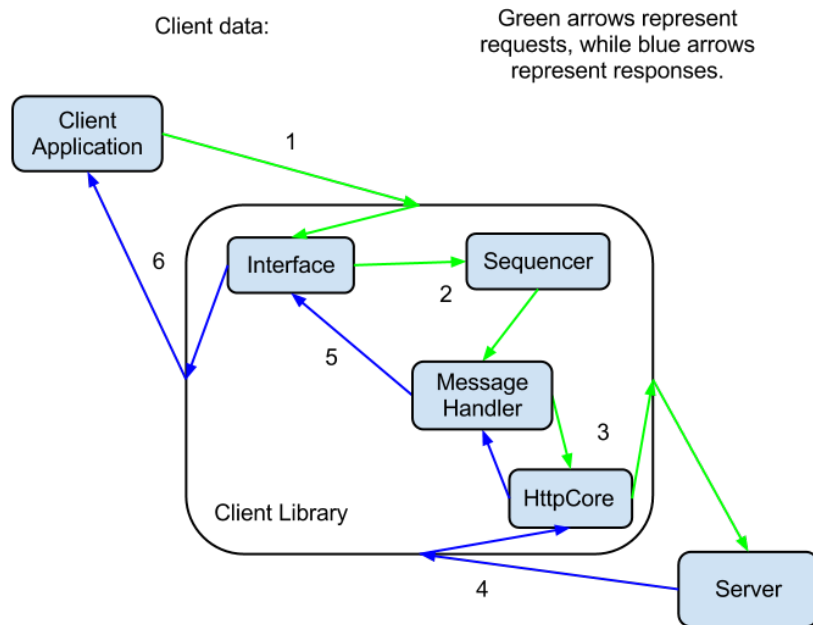 Client data:
Green arrows represent
requests, while blue arrows
represent responses.
Client
Application
1
6
Interface
Sequencer
2
5
Message
Handler
3
HttpCore
Client Library
4
Server